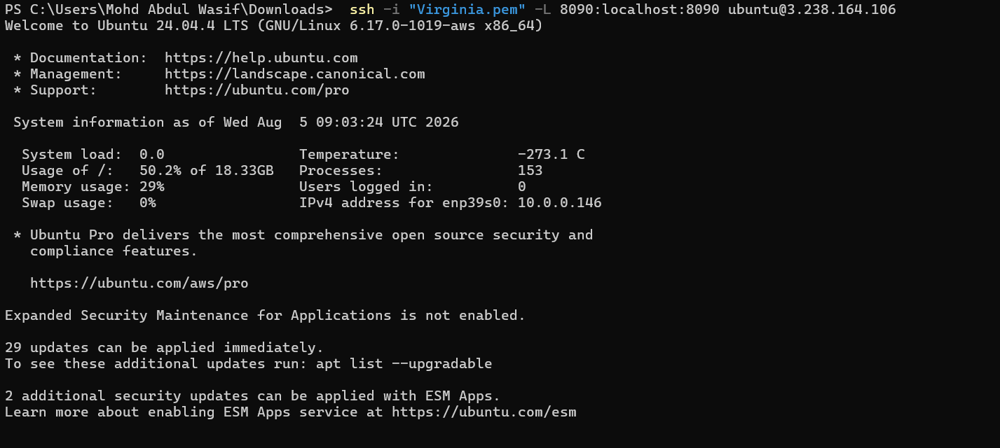 PS C:\Users\Mohd Abdul Wasif\Downloads>  ssh -i "Virginia.pem" -L 8090:localhost:8090 ubuntu@3.238.164.106
Welcome to Ubuntu 24.04.4 LTS (GNU/Linux 6.17.0-1019-aws x86_64)

 * Documentation:  https://help.ubuntu.com
 * Management:     https://landscape.canonical.com
 * Support:        https://ubuntu.com/pro

 System information as of Wed Aug  5 09:03:24 UTC 2026

  System load:  0.0                Temperature:              -273.1 C
  Usage of /:   50.2% of 18.33GB   Processes:                153
  Memory usage: 29%                Users logged in:          0
  Swap usage:   0%                 IPv4 address for enp39s0: 10.0.0.146

 * Ubuntu Pro delivers the most comprehensive open source security and
   compliance features.

   https://ubuntu.com/aws/pro

Expanded Security Maintenance for Applications is not enabled.

29 updates can be applied immediately.
To see these additional updates run: apt list --upgradable

2 additional security updates can be applied with ESM Apps.
Learn more about enabling ESM Apps service at https://ubuntu.com/esm